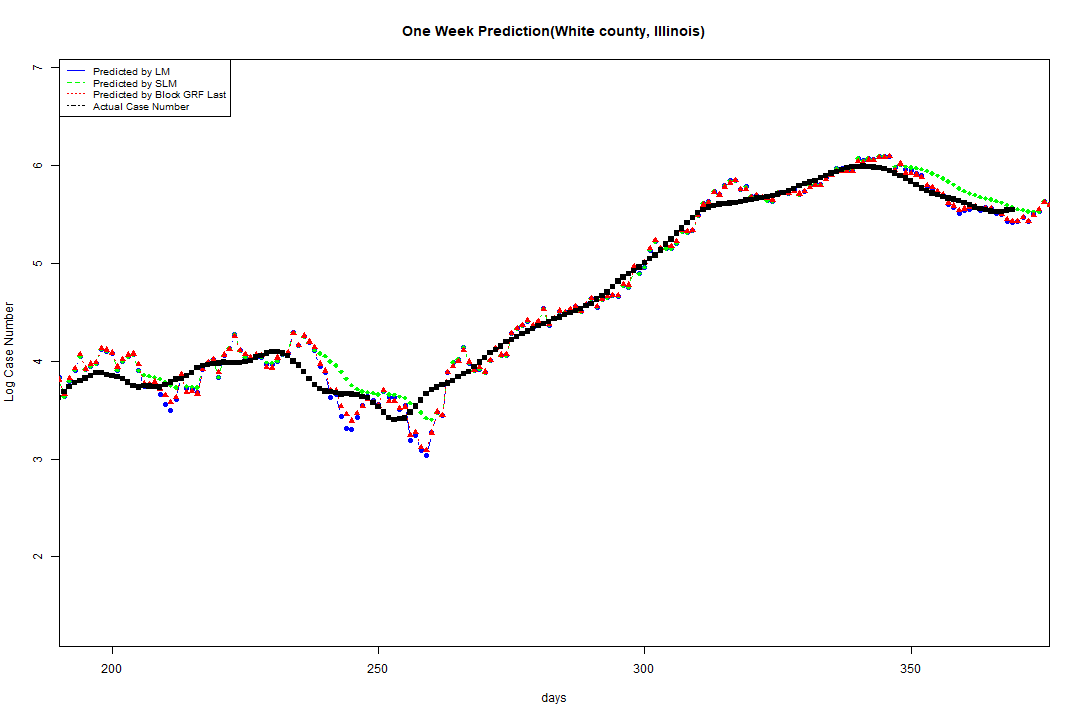 One Week Prediction(White county, Illinois)
Predicted by LM
Predicted by SLM
Predicted by Block GRF Last
Actual Case Number
7
6
5
4
3
2
Log Case Number
200 250 300 350
days